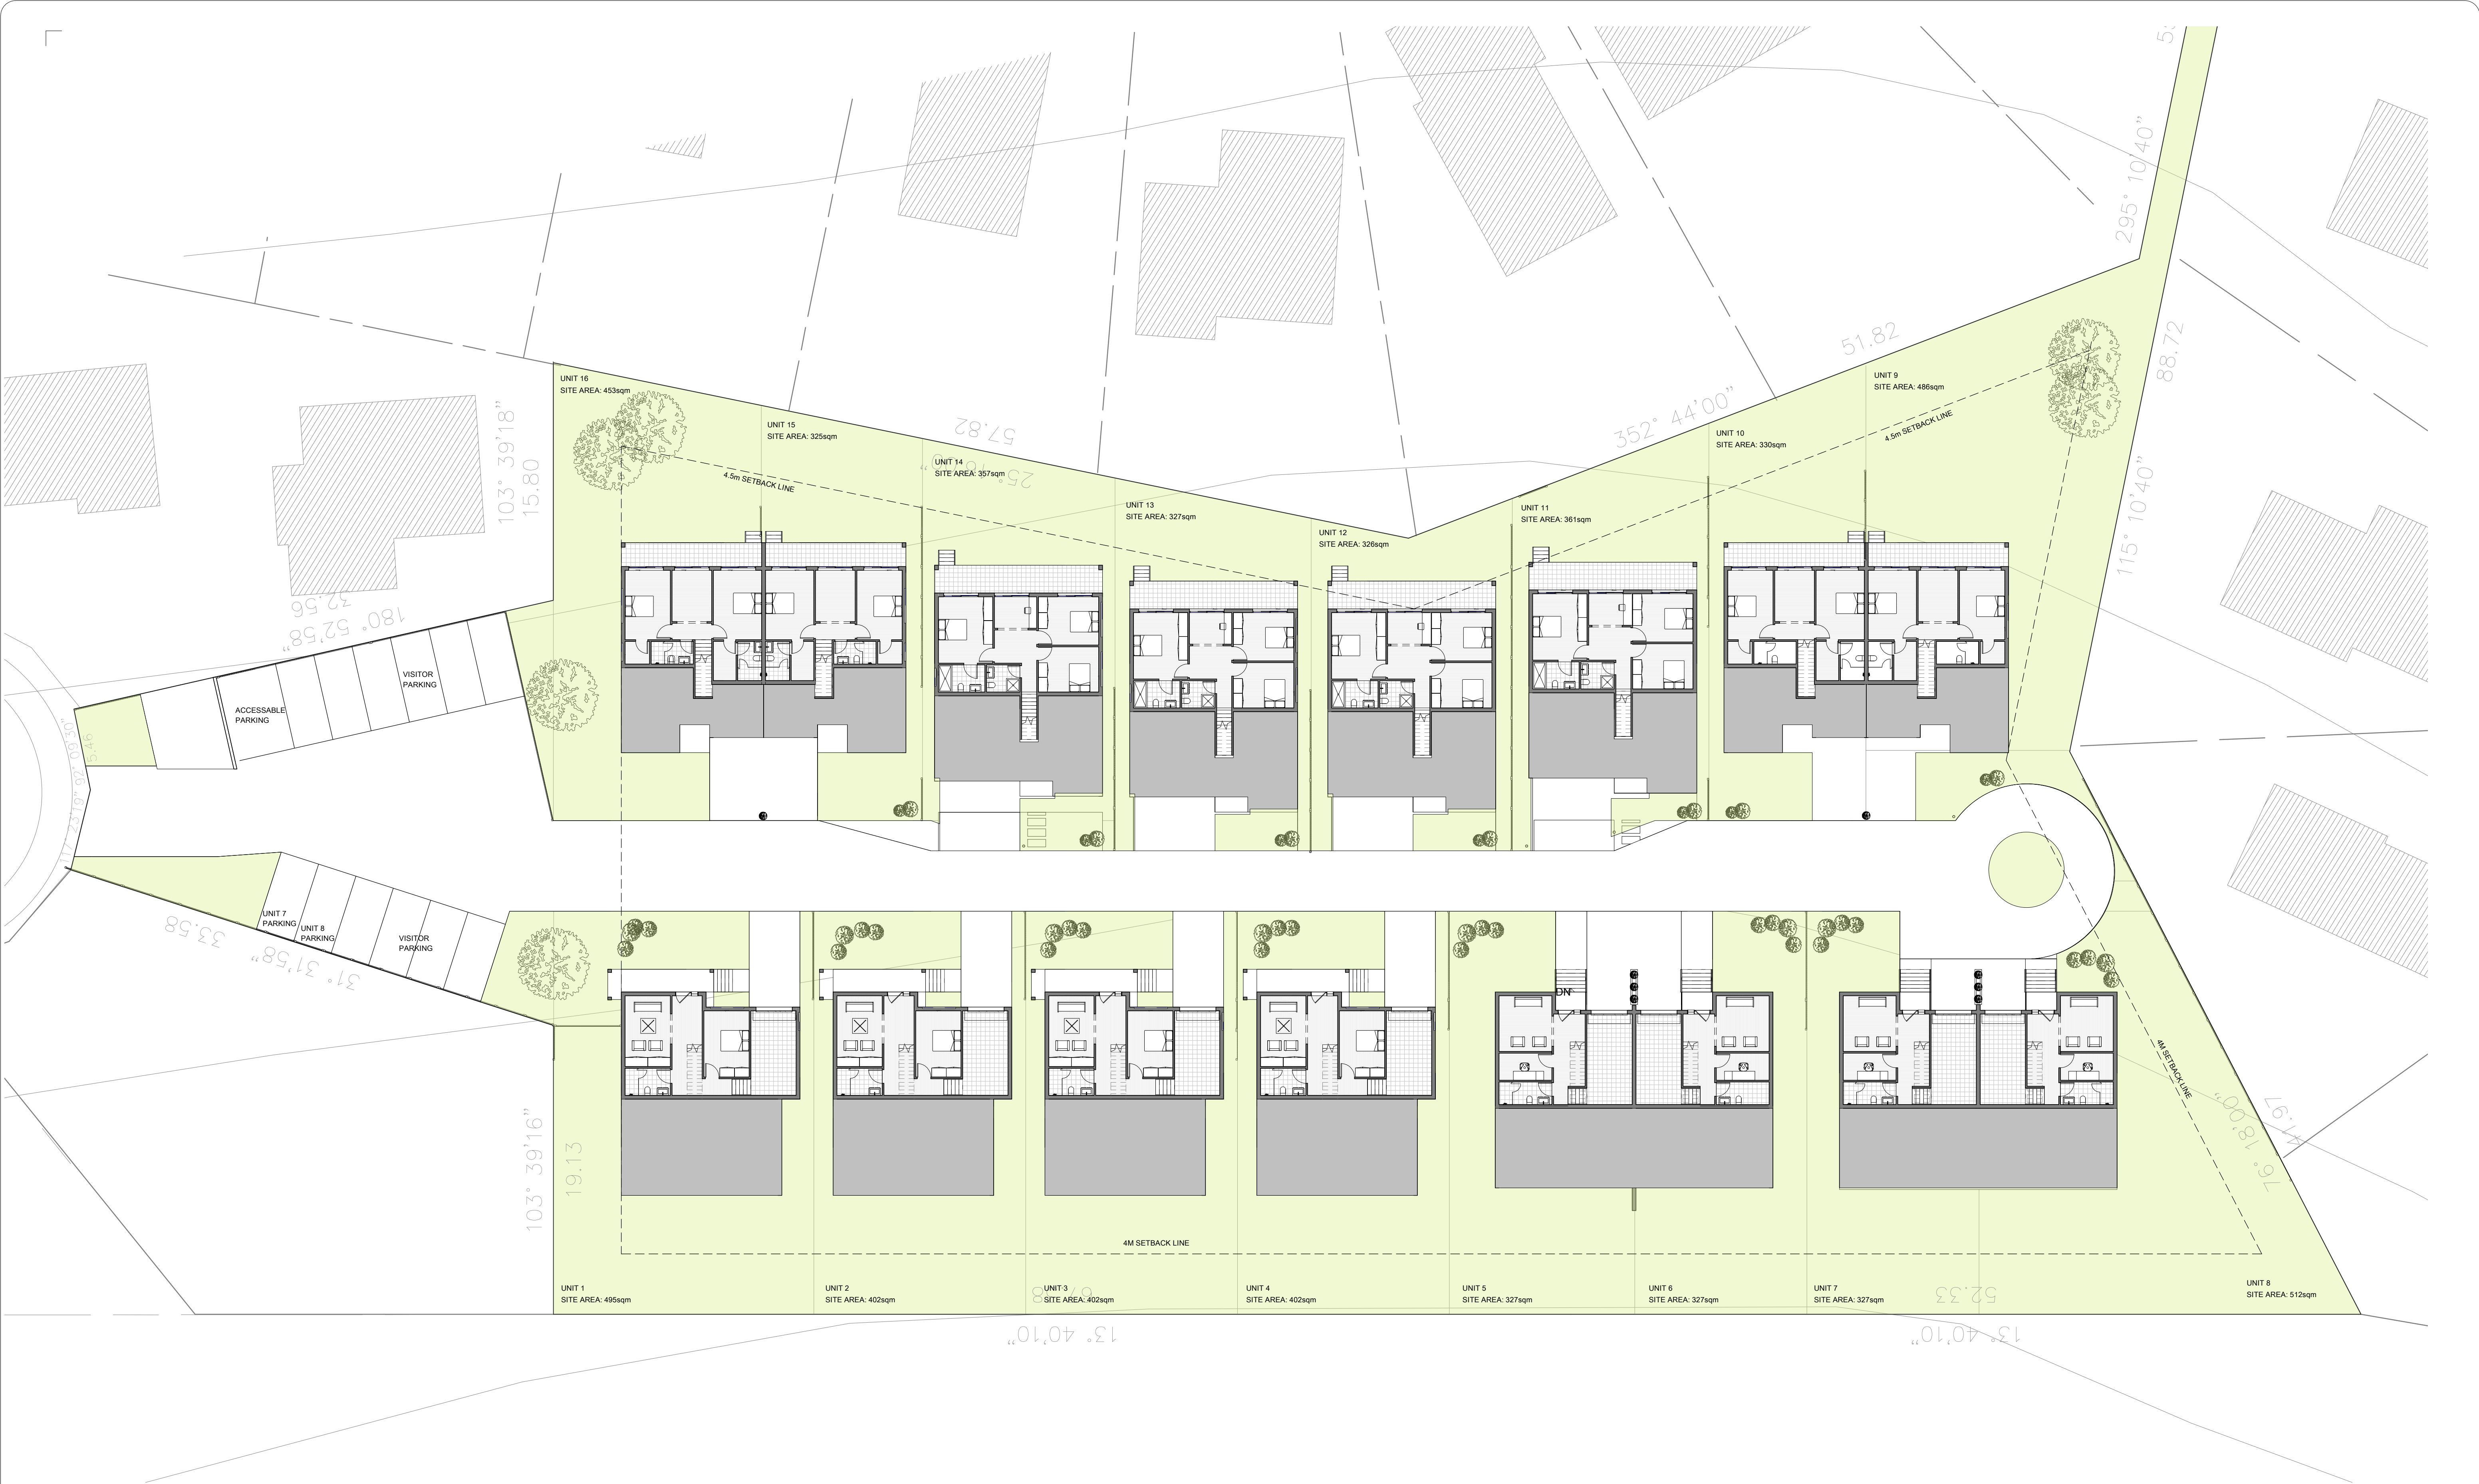 295° 10'40"
51.82
88.72
UNIT 9
SITE AREA: 486sqm
UNIT 16
SITE AREA: 453sqm
352° 44'00"
4.5m SETBACK LINE
UNIT 15
SITE AREA: 325sqm
57.82
UNIT 10
SITE AREA: 330sqm
103° 39'18"
15.80
UNIT 14
SITE AREA: 357sqm
4.5m SETBACK LINE
115° 10'40"
UNIT 13
SITE AREA: 327sqm
UNIT 11
SITE AREA: 361sqm
UNIT 12
SITE AREA: 326sqm
32.56
180° 52'58"
VISITOR
PARKING
ACCESSABLE
PARKING
5.46
UNIT 7
PARKING
UNIT 8
PARKING
VISITOR
PARKING
33.58
31° 31'58"
DN
4M SETBACK LINE
103° 39'16"
19.13
76° 18'00"
41.97
4M SETBACK LINE
UNIT 1
SITE AREA: 495sqm
UNIT 2
SITE AREA: 402sqm
UNIT 3
SITE AREA: 402sqm
UNIT 4
SITE AREA: 402sqm
UNIT 5
SITE AREA: 327sqm
UNIT 6
SITE AREA: 327sqm
UNIT 7
SITE AREA: 327sqm
52.33
UNIT 8
SITE AREA: 512sqm
13° 40'10"
13° 40'10"